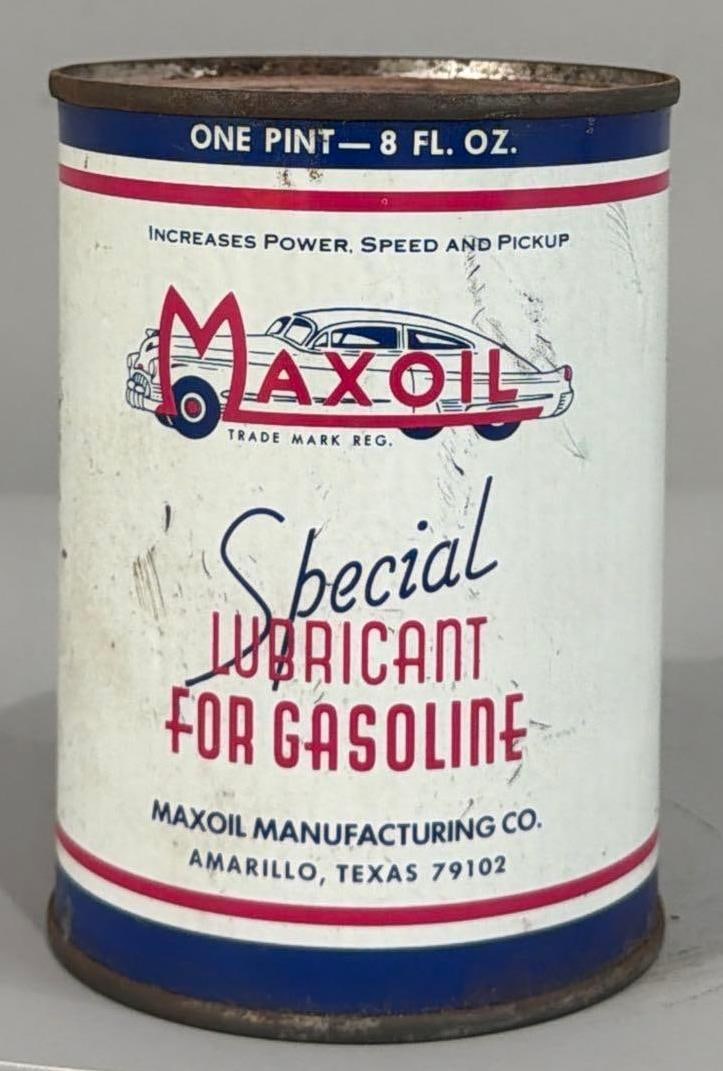 ONE PINT— 8 FL. OZ.
INCREASES POWER, SPEED AND PICKUP
MAXOIL
TRADE MARK REG.
Special
LUBRICANT
FOR GASOLINE
MAXOIL MANUFACTURING CO.
AMARILLO, TEXAS 79102